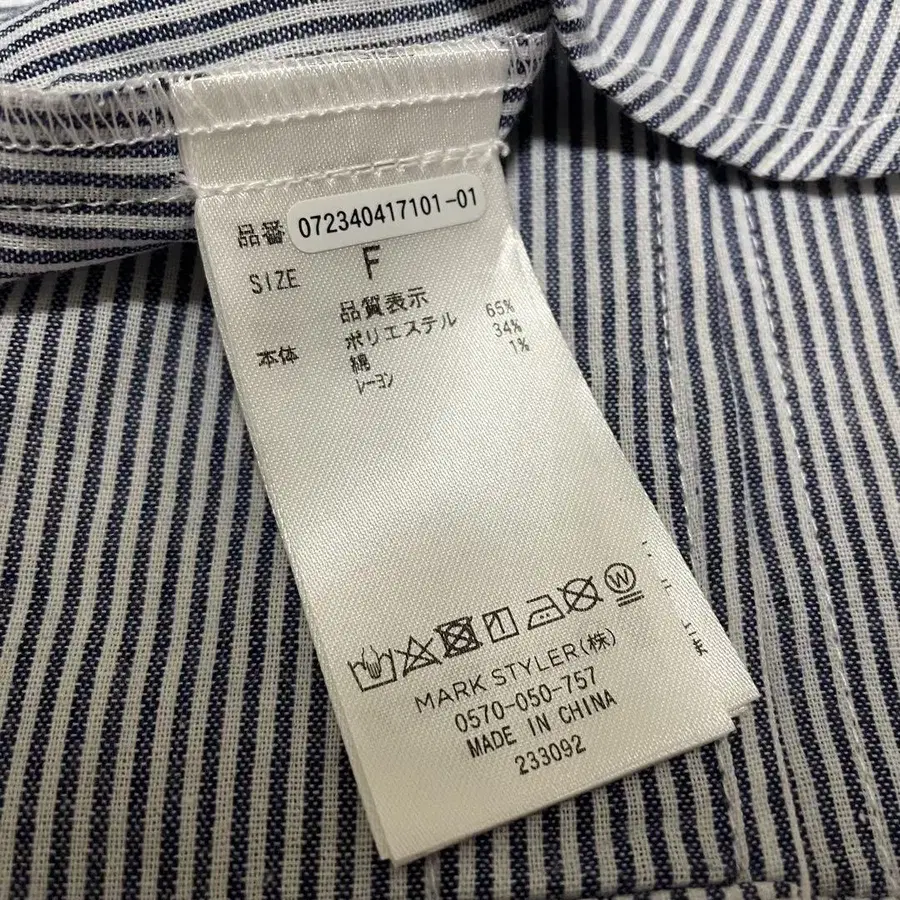 品番 072340417101-01
SIZE F
品質表示
本体 ポリエステル 65%
綿 34%
レーヨン 1%
W
MARK STYLER(株)
0570-050-757
MADE IN CHINA
233092